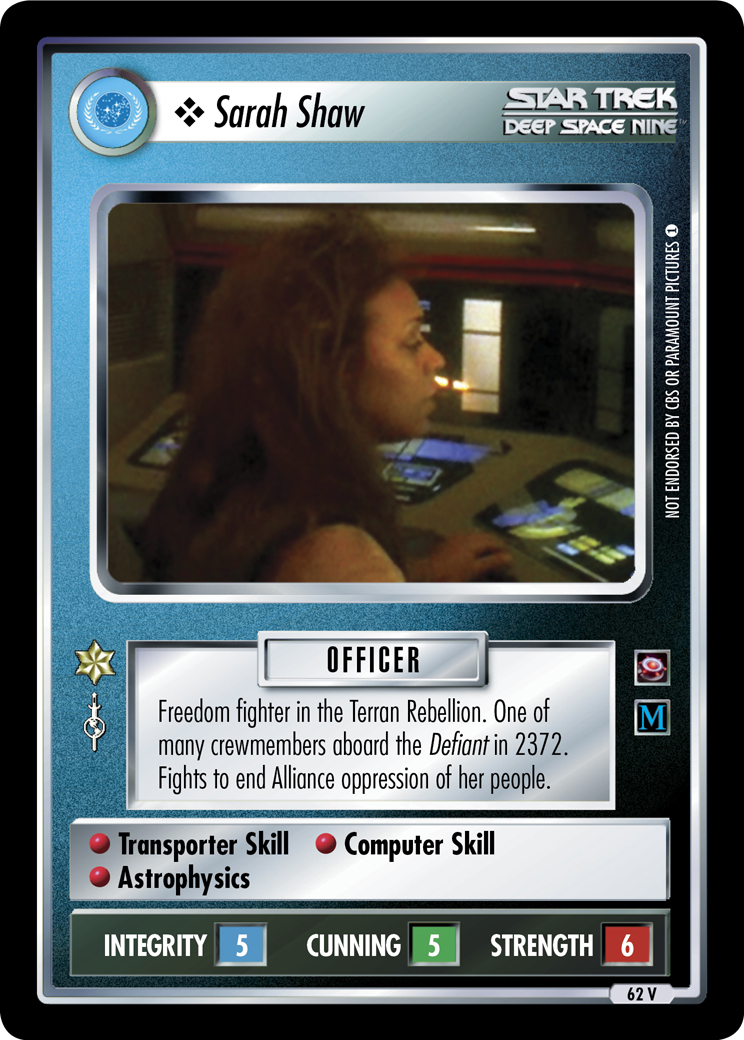 ❖ Sarah Shaw
STAR TREK
DEEP SPACE NINE™
NOT ENDORSED BY CBS OR PARAMOUNT PICTURES 1
OFFICER
Freedom fighter in the Terran Rebellion. One of
many crewmembers aboard the Defiant in 2372.
Fights to end Alliance oppression of her people.
M
Transporter Skill Computer Skill
Astrophysics
INTEGRITY 5 CUNNING 5 STRENGTH 6
62 V